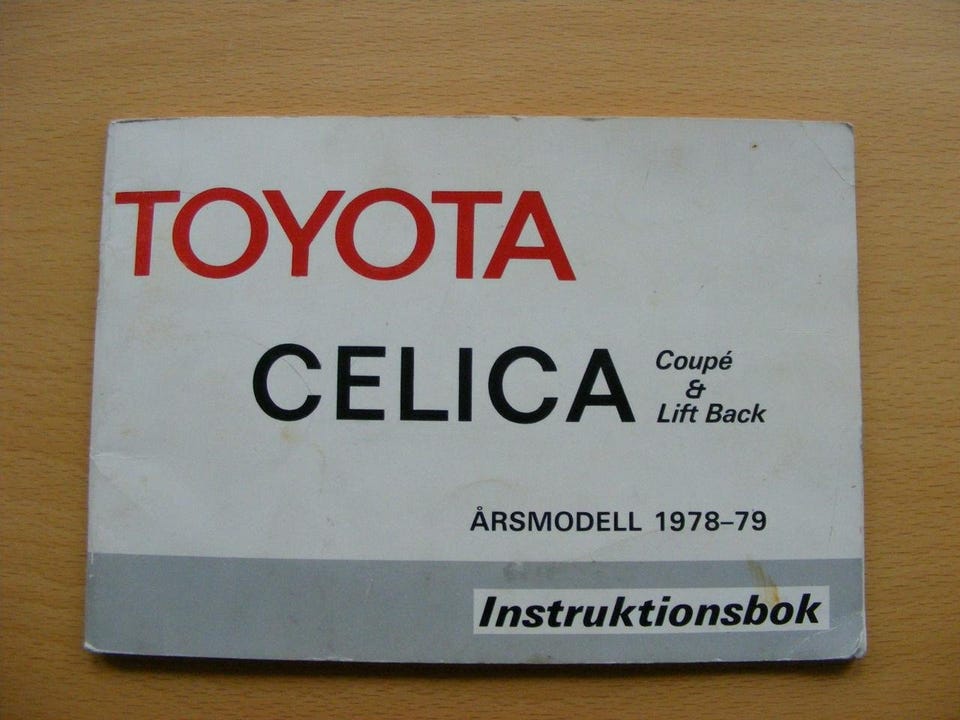 TOYOTA
CELICA
Coupé
&
Lift Back
ÅRSMODELL 1978–79
Instruktionsbok